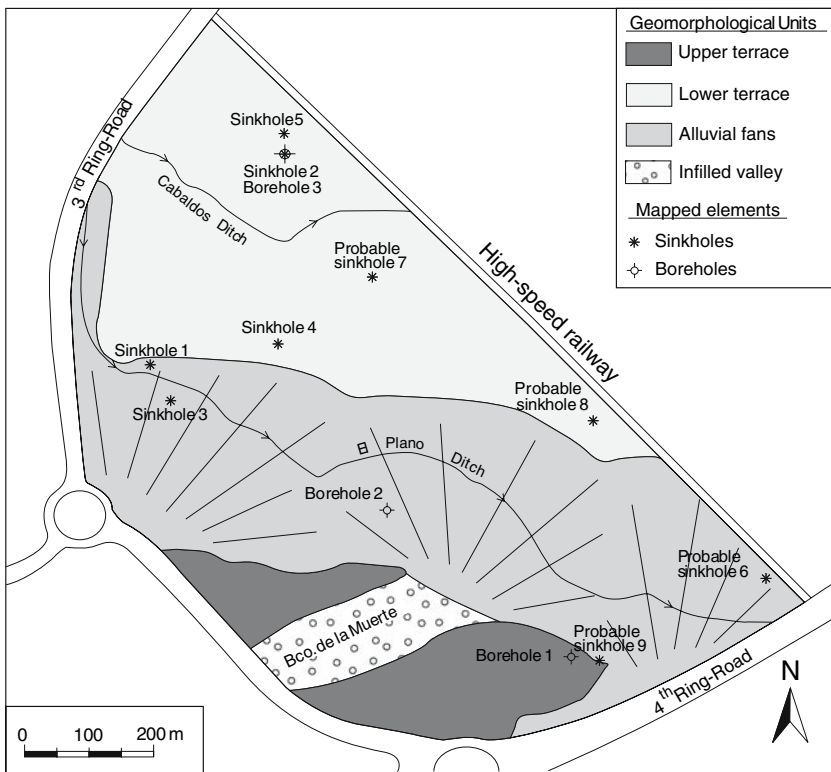 Geomorphological Units
Upper terrace
Lower terrace
Alluvial fans
Infilled valley
Mapped elements
Sinkholes
Boreholes
3rd Ring-Road
Sinkhole 5
Sinkhole 2
Borehole 3
Cabaldos Ditch
Probable
sinkhole 7
High-speed railway
Sinkhole 4
Sinkhole 1
Sinkhole 3
Probable
sinkhole 8
El Plano Ditch
Borehole 2
Probable
sinkhole 6
Bco. de la Muerte
Borehole 1
Probable
sinkhole 9
4th Ring-Road
N
0 100 200 m